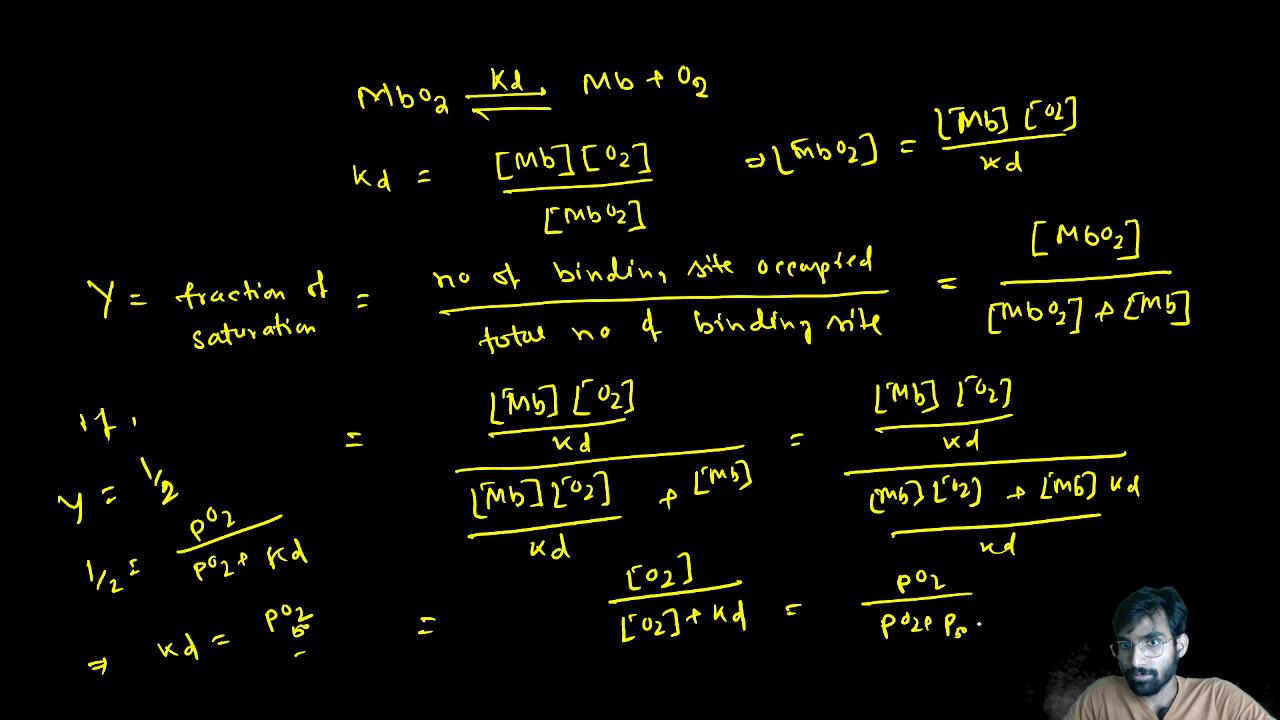 MbO2 ⇌ Kd Mb + O2
Kd = [Mb][O2] / [MbO2] ⇒ [MbO2] = [Mb] [O2] / Kd
Y = fraction of saturation = no of binding site occupied / total no of binding site = [MbO2] / [MbO2] + [Mb]
= [Mb] [O2] / Kd / [Mb][O2] / Kd + [Mb] = [Mb] [O2] / Kd / [Mb] [O2] + [Mb] Kd / Kd
= [O2] / [O2] + Kd = PO2 / PO2 + P50
if,
Y = 1/2
1/2 = PO2 / PO2 + Kd
⇒ Kd = PO2 50